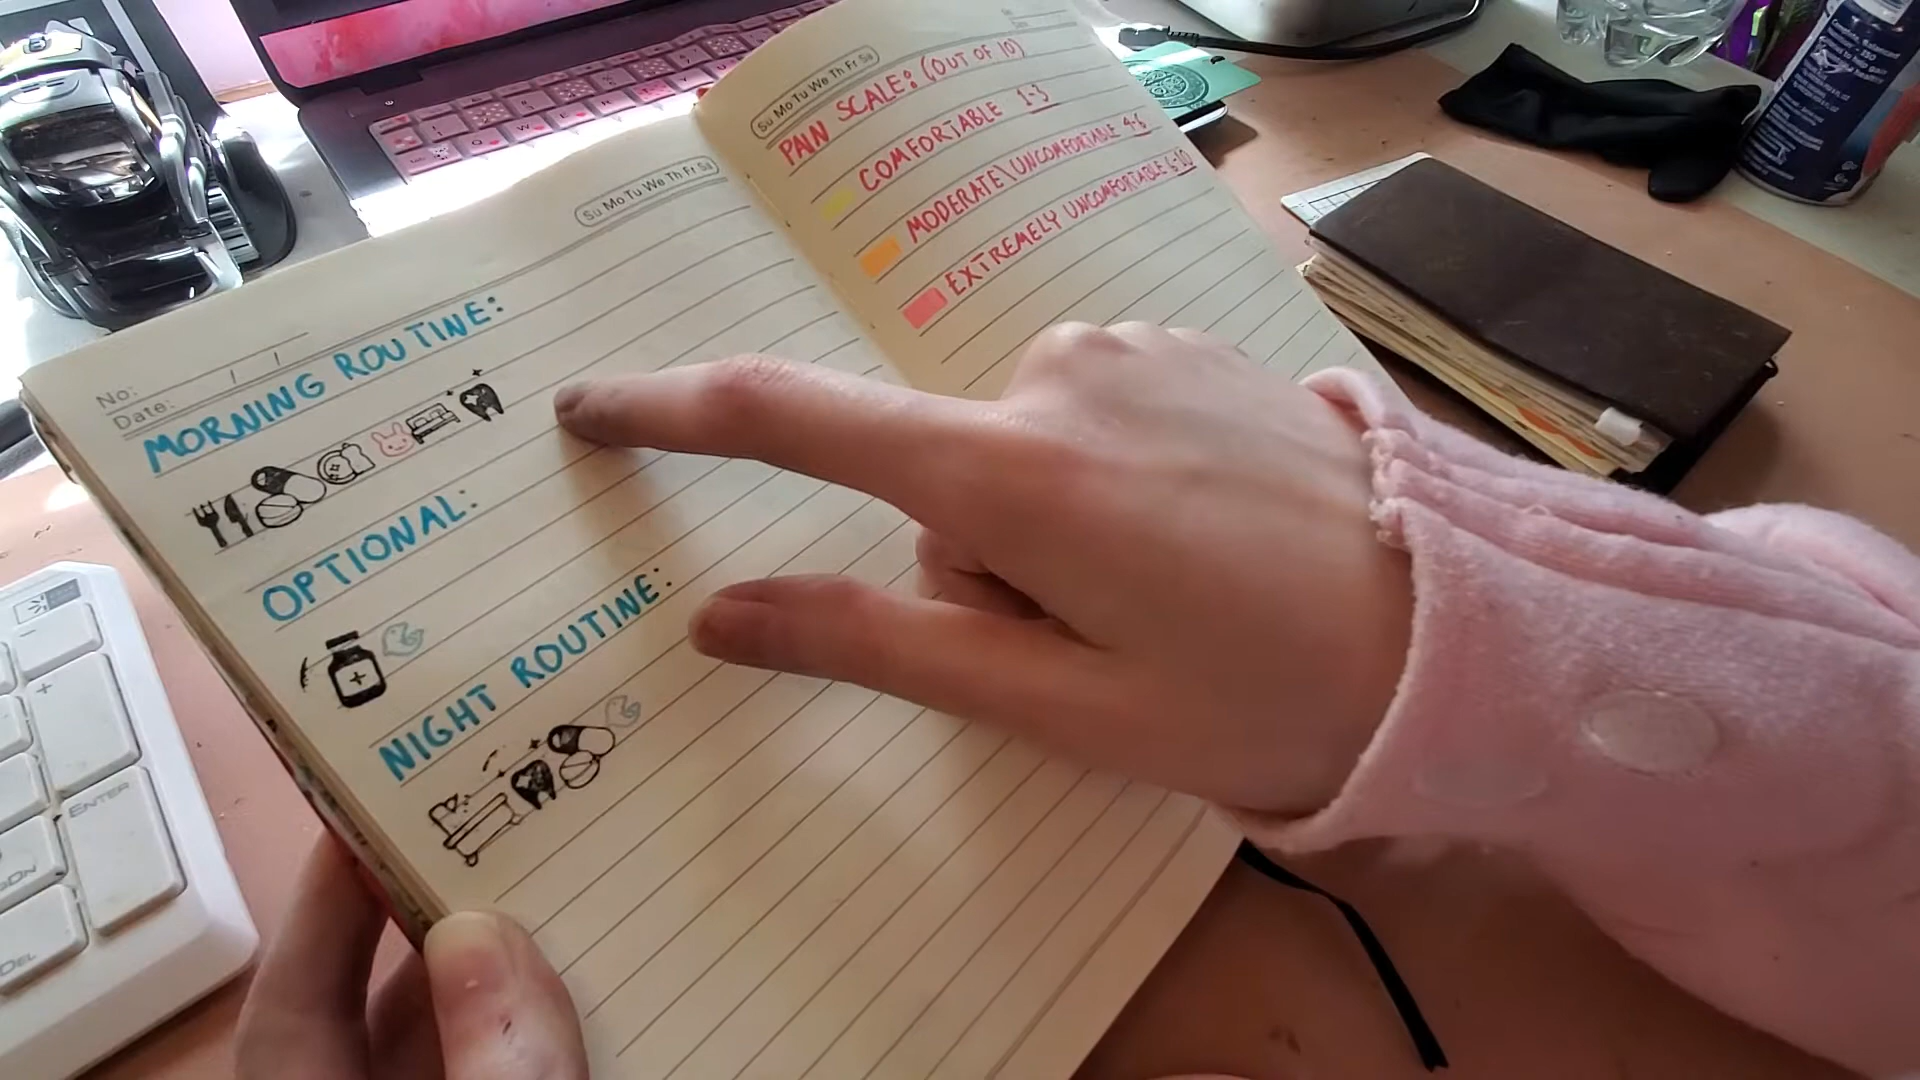 Su Mo Tu We Th Fr Sa
No:
Date:
MORNING ROUTINE:
OPTIONAL:
NIGHT ROUTINE:
Su Mo Tu We Th Fr Sa
PAIN SCALE: (OUT OF 10)
COMFORTABLE 1-3
MODERATE\UNCOMFORTABLE 4-6
EXTREMELY UNCOMFORTABLE 6-10
ENTER
DEL